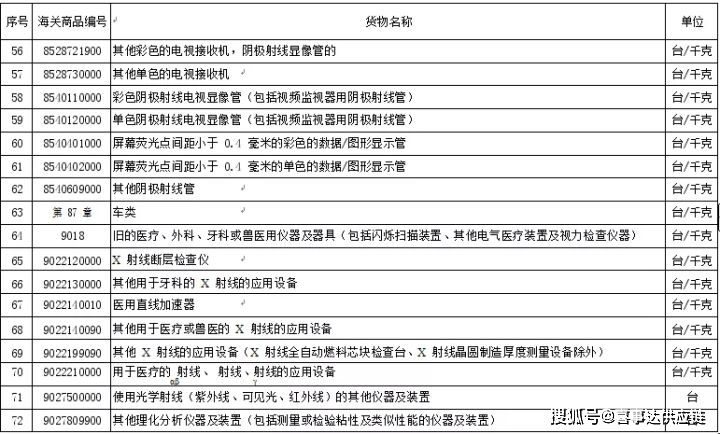 序号 海关商品编号 货物名称 单位
56 8528721900 其他彩色的电视接收机，阴极射线显像管的 台/千克
57 8528730000 其他单色的电视接收机 台/千克
58 8540110000 彩色阴极射线电视显像管（包括视频监视器用阴极射线管） 台/千克
59 8540120000 单色阴极射线电视显像管（包括视频监视器用阴极射线管） 台/千克
60 8540401000 屏幕荧光点间距小于 0.4 毫米的彩色的数据/图形显示管 台/千克
61 8540402000 屏幕荧光点间距小于 0.4 毫米的单色的数据/图形显示管 台/千克
62 8540609000 其他阴极射线管 台/千克
63 第 87 章 车类 台/千克
64 9018 旧的医疗、外科、牙科或兽医用仪器及器具（包括闪烁扫描装置、其他电气医疗装置及视力检查仪器） 台/千克
65 9022120000 X 射线断层检查仪 台/千克
66 9022130000 其他用于牙科的 X 射线的应用设备 台/千克
67 9022140010 医用直线加速器 台/千克
68 9022140090 其他用于医疗或兽医的 X 射线的应用设备 台/千克
69 9022199090 其他 X 射线的应用设备（X 射线全自动燃料芯块检查台、X 射线晶圆制造厚度测量设备除外） 台/千克
70 9022210000 用于医疗的 射线、 射线、射线的应用设备 台/千克
αβ γ
71 9027500000 使用光学射线（紫外线、可见光、红外线）的其他仪器及装置 台
72 9027809900 其他理化分析仪器及装置（包括测量或检验粘性及类似性能的仪器及装置） 台/千克
搜狐号@喜事达供应链